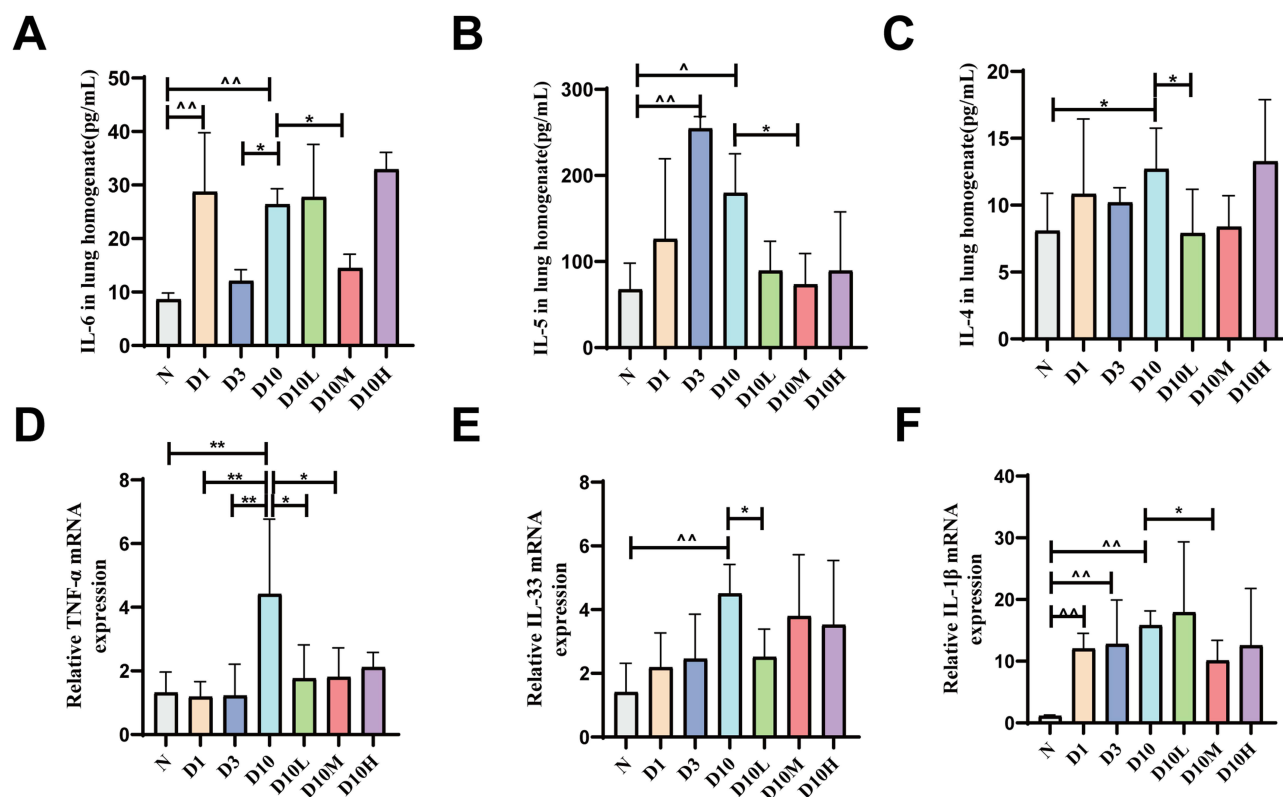 A
IL-6 in lung homogenate(pg/mL)
50
40
30
20
10
0
^^
^^
*
*
N
D1
D3
D10
D10L
D10M
D10H
B
IL-5 in lung homogenate(pg/mL)
300
200
100
0
^
^^
*
N
D1
D3
D10
D10L
D10M
D10H
C
IL-4 in lung homogenate(pg/mL)
20
15
10
5
0
*
*
N
D1
D3
D10
D10L
D10M
D10H
D
Relative TNF-α mRNA
expression
8
6
4
2
0
**
**
*
**
*
N
D1
D3
D10
D10L
D10M
D10H
E
Relative IL-33 mRNA
expression
8
6
4
2
0
*
^^
N
D1
D3
D10
D10L
D10M
D10H
F
Relative IL-1β mRNA
expression
40
30
20
10
0
*
^^
^^
^^
N
D1
D3
D10
D10L
D10M
D10H